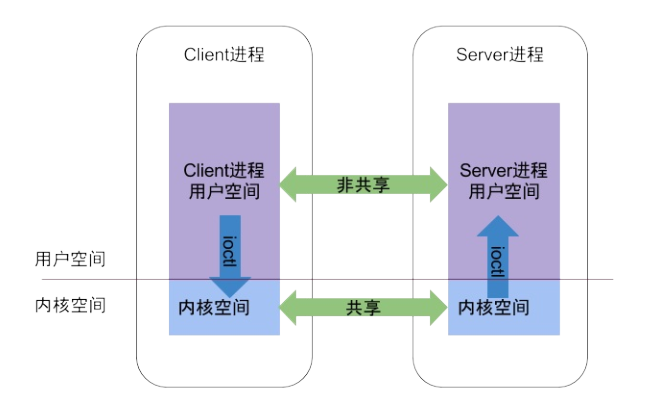 Client进程
Server进程
Client进程
用户空间
非共享
Server进程
用户空间
ioctl
ioctl
用户空间
内核空间
内核空间
共享
内核空间